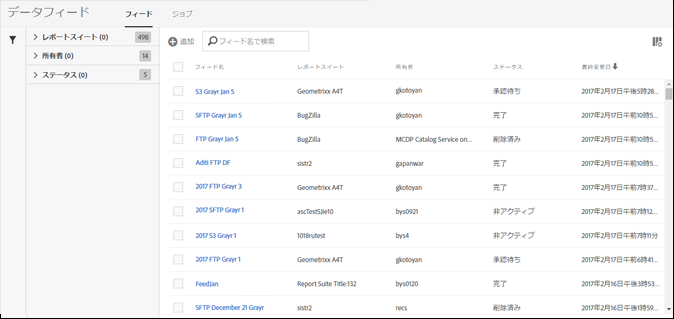 データフィード フィード ジョブ
レポートスイート (0) 498
所有者 (0) 14
ステータス (0) 5
追加 フィード名で検索
フィード名 レポートスイート 所有者 ステータス 最終変更日
S3 Grayr Jan 5 Geometrixx A4T gkotoyan 承認待ち 2017年2月17日午後5時28...
SFTP Grayr Jan 5 BugZilla gkotoyan 完了 2017年2月17日午前10時5...
FTP Grayr Jan 5 BugZilla MCDP Catalog Service on... 削除済み 2017年2月17日午前10時5...
Aditi FTP DF sistr2 gapanwar 完了 2017年2月17日午前10時5...
2017 FTP Grayr 3 Geometrixx A4T gkotoyan 完了 2017年2月17日午前7時37...
2017 SFTP Grayr 1 ascTestSJIe10 bys0921 非アクティブ 2017年2月17日午前7時12...
2017 S3 Grayr 1 1018rutest bys4 非アクティブ 2017年2月17日午前7時11分
2017 FTP Grayr 1 Geometrixx A4T gkotoyan 承認待ち 2017年2月17日午前6時41...
FeedJan Report Suite Title:132 bys0120 完了 2017年2月16日午後3時53...
SFTP December 21 Grayr sistr2 recs 削除済み 2017年2月16日午後1時59...